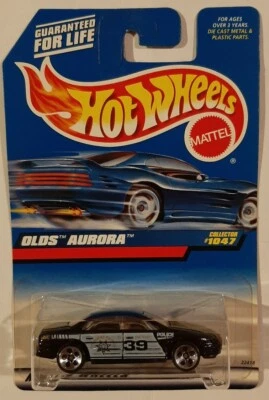 GUARANTEED
FOR LIFE
FOR AGES
OVER 3 YEARS.
DIE CAST METAL &
PLASTIC PARTS.
HOT WHEELS
MATTEL
®
OLDS™ AURORA™
COLLECTOR
#1047
39
POLICE